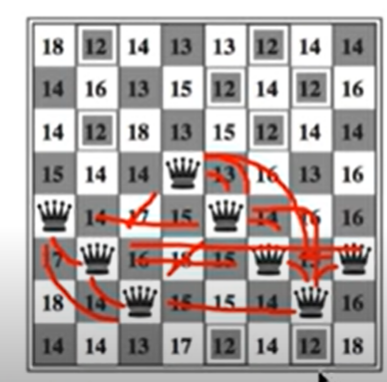 18 12 14 13 13 12 14 14
14 16 13 15 12 14 12 16
14 12 18 13 15 12 14 14
15 14 14 13 16 13 16
14 17 15 14 16 16
17 16 18 15
18 14 15 15 14 16
14 14 13 17 12 14 12 18